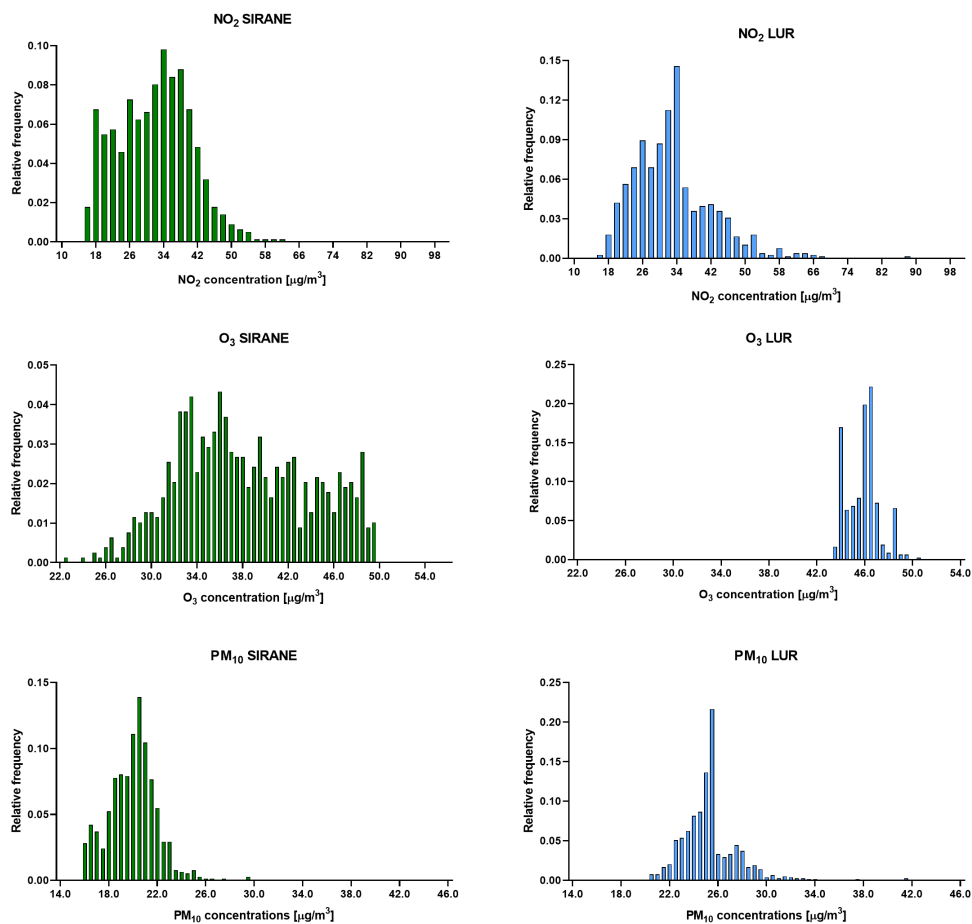 NO₂ SIRANE
Relative frequency
0.10
0.08
0.06
0.04
0.02
0.00
10 18 26 34 42 50 58 66 74 82 90 98
NO₂ concentration [μg/m³]
NO₂ LUR
Relative frequency
0.15
0.12
0.09
0.06
0.03
0.00
10 18 26 34 42 50 58 66 74 82 90 98
NO₂ concentration [μg/m³]
O₃ SIRANE
Relative frequency
0.05
0.04
0.03
0.02
0.01
0.00
22.0 26.0 30.0 34.0 38.0 42.0 46.0 50.0 54.0
O₃ concentration [μg/m³]
O₃ LUR
Relative frequency
0.25
0.20
0.15
0.10
0.05
0.00
22.0 26.0 30.0 34.0 38.0 42.0 46.0 50.0 54.0
O₃ concentration [μg/m³]
PM₁₀ SIRANE
Relative frequency
0.15
0.10
0.05
0.00
14.0 18.0 22.0 26.0 30.0 34.0 38.0 42.0 46.0
PM₁₀ concentrations [μg/m³]
PM₁₀ LUR
Relative frequency
0.25
0.20
0.15
0.10
0.05
0.00
14.0 18.0 22.0 26.0 30.0 34.0 38.0 42.0 46.0
PM₁₀ concentrations [μg/m³]